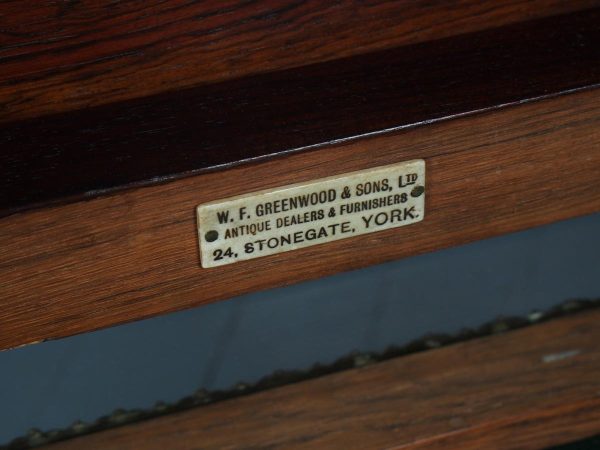 W. F. GREENWOOD & SONS, LTD
ANTIQUE DEALERS & FURNISHERS
24, STONEGATE, YORK.